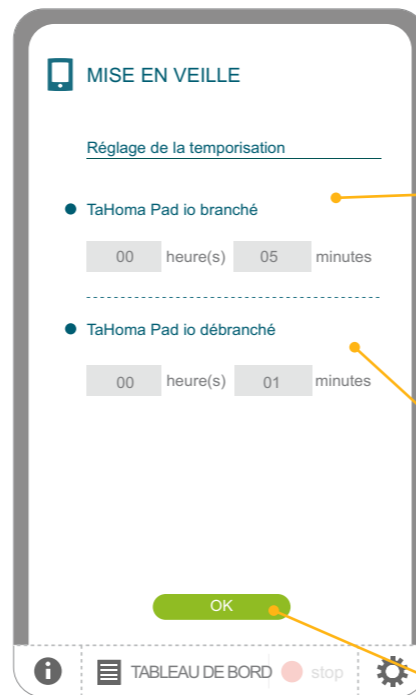 MISE EN VEILLE
Réglage de la temporisation
TaHoma Pad io branché
00 heure(s) 05 minutes
TaHoma Pad io débranché
00 heure(s) 01 minutes
OK
i TABLEAU DE BORD stop